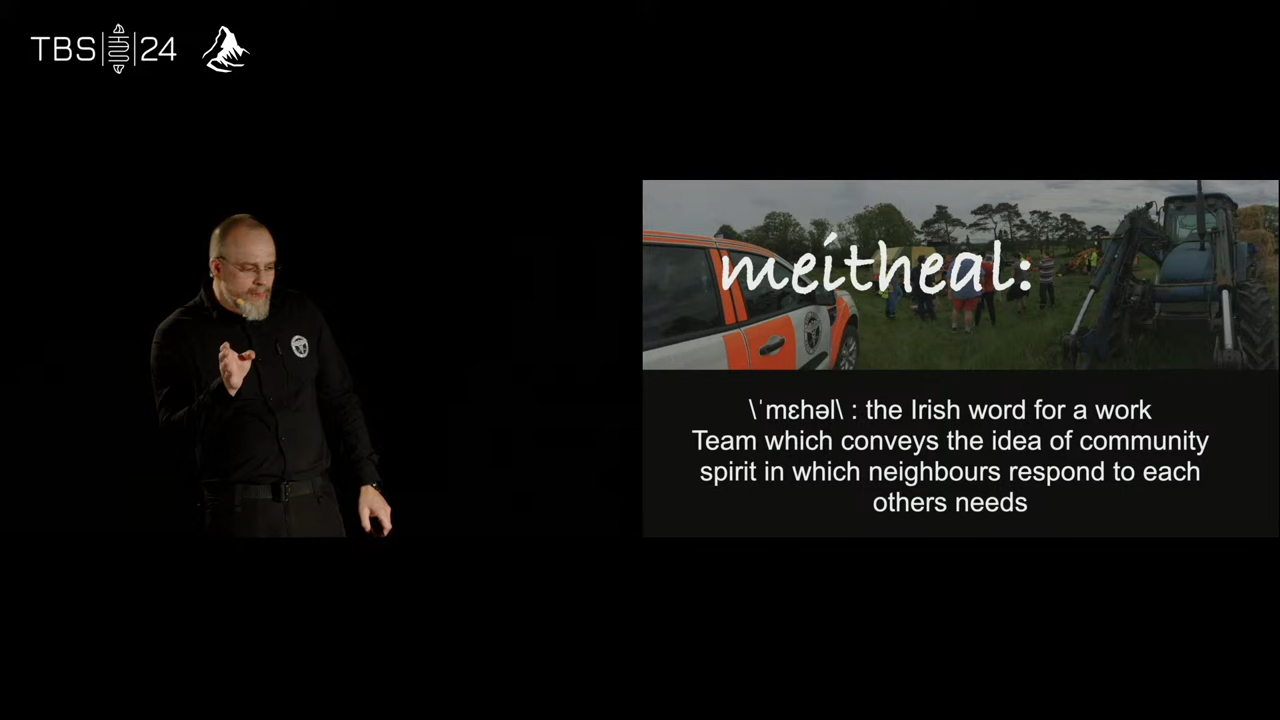 TBS 24
meitheal:
\ˈmɛhəl\ : the Irish word for a work
Team which conveys the idea of community
spirit in which neighbours respond to each
others needs